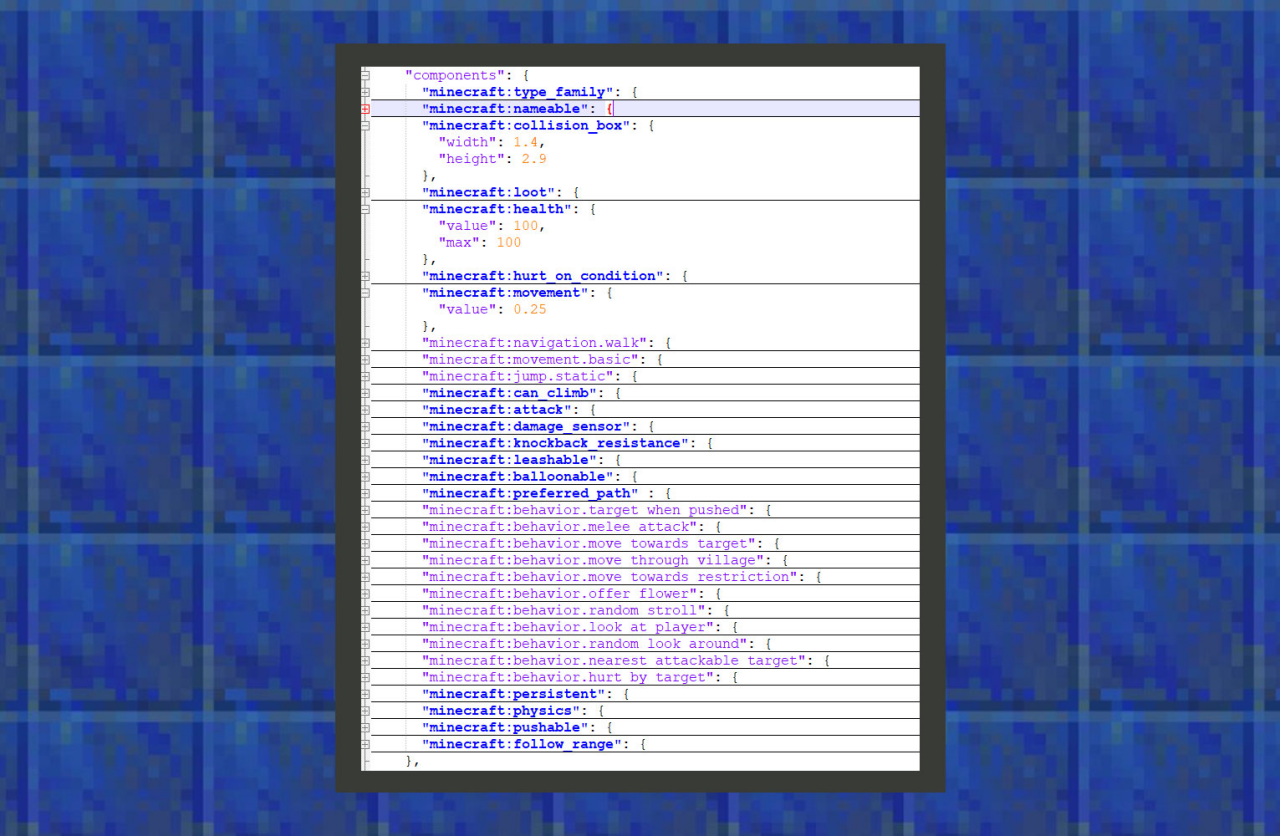 "components": {
"minecraft:type_family": {
"minecraft:nameable": {
"minecraft:collision_box": {
"width": 1.4,
"height": 2.9
},
"minecraft:loot": {
"minecraft:health": {
"value": 100,
"max": 100
},
"minecraft:hurt_on_condition": {
"minecraft:movement": {
"value": 0.25
},
"minecraft:navigation.walk": {
"minecraft:movement.basic": {
"minecraft:jump.static": {
"minecraft:can_climb": {
"minecraft:attack": {
"minecraft:damage_sensor": {
"minecraft:knockback_resistance": {
"minecraft:leashable": {
"minecraft:balloonable": {
"minecraft:preferred_path" : {
"minecraft:behavior.target_when_pushed": {
"minecraft:behavior.melee_attack": {
"minecraft:behavior.move_towards_target": {
"minecraft:behavior.move_through_village": {
"minecraft:behavior.move_towards_restriction": {
"minecraft:behavior.offer_flower": {
"minecraft:behavior.random_stroll": {
"minecraft:behavior.look_at_player": {
"minecraft:behavior.random_look_around": {
"minecraft:behavior.nearest_attackable_target": {
"minecraft:behavior.hurt_by_target": {
"minecraft:persistent": {
"minecraft:physics": {
"minecraft:pushable": {
"minecraft:follow_range": {
},